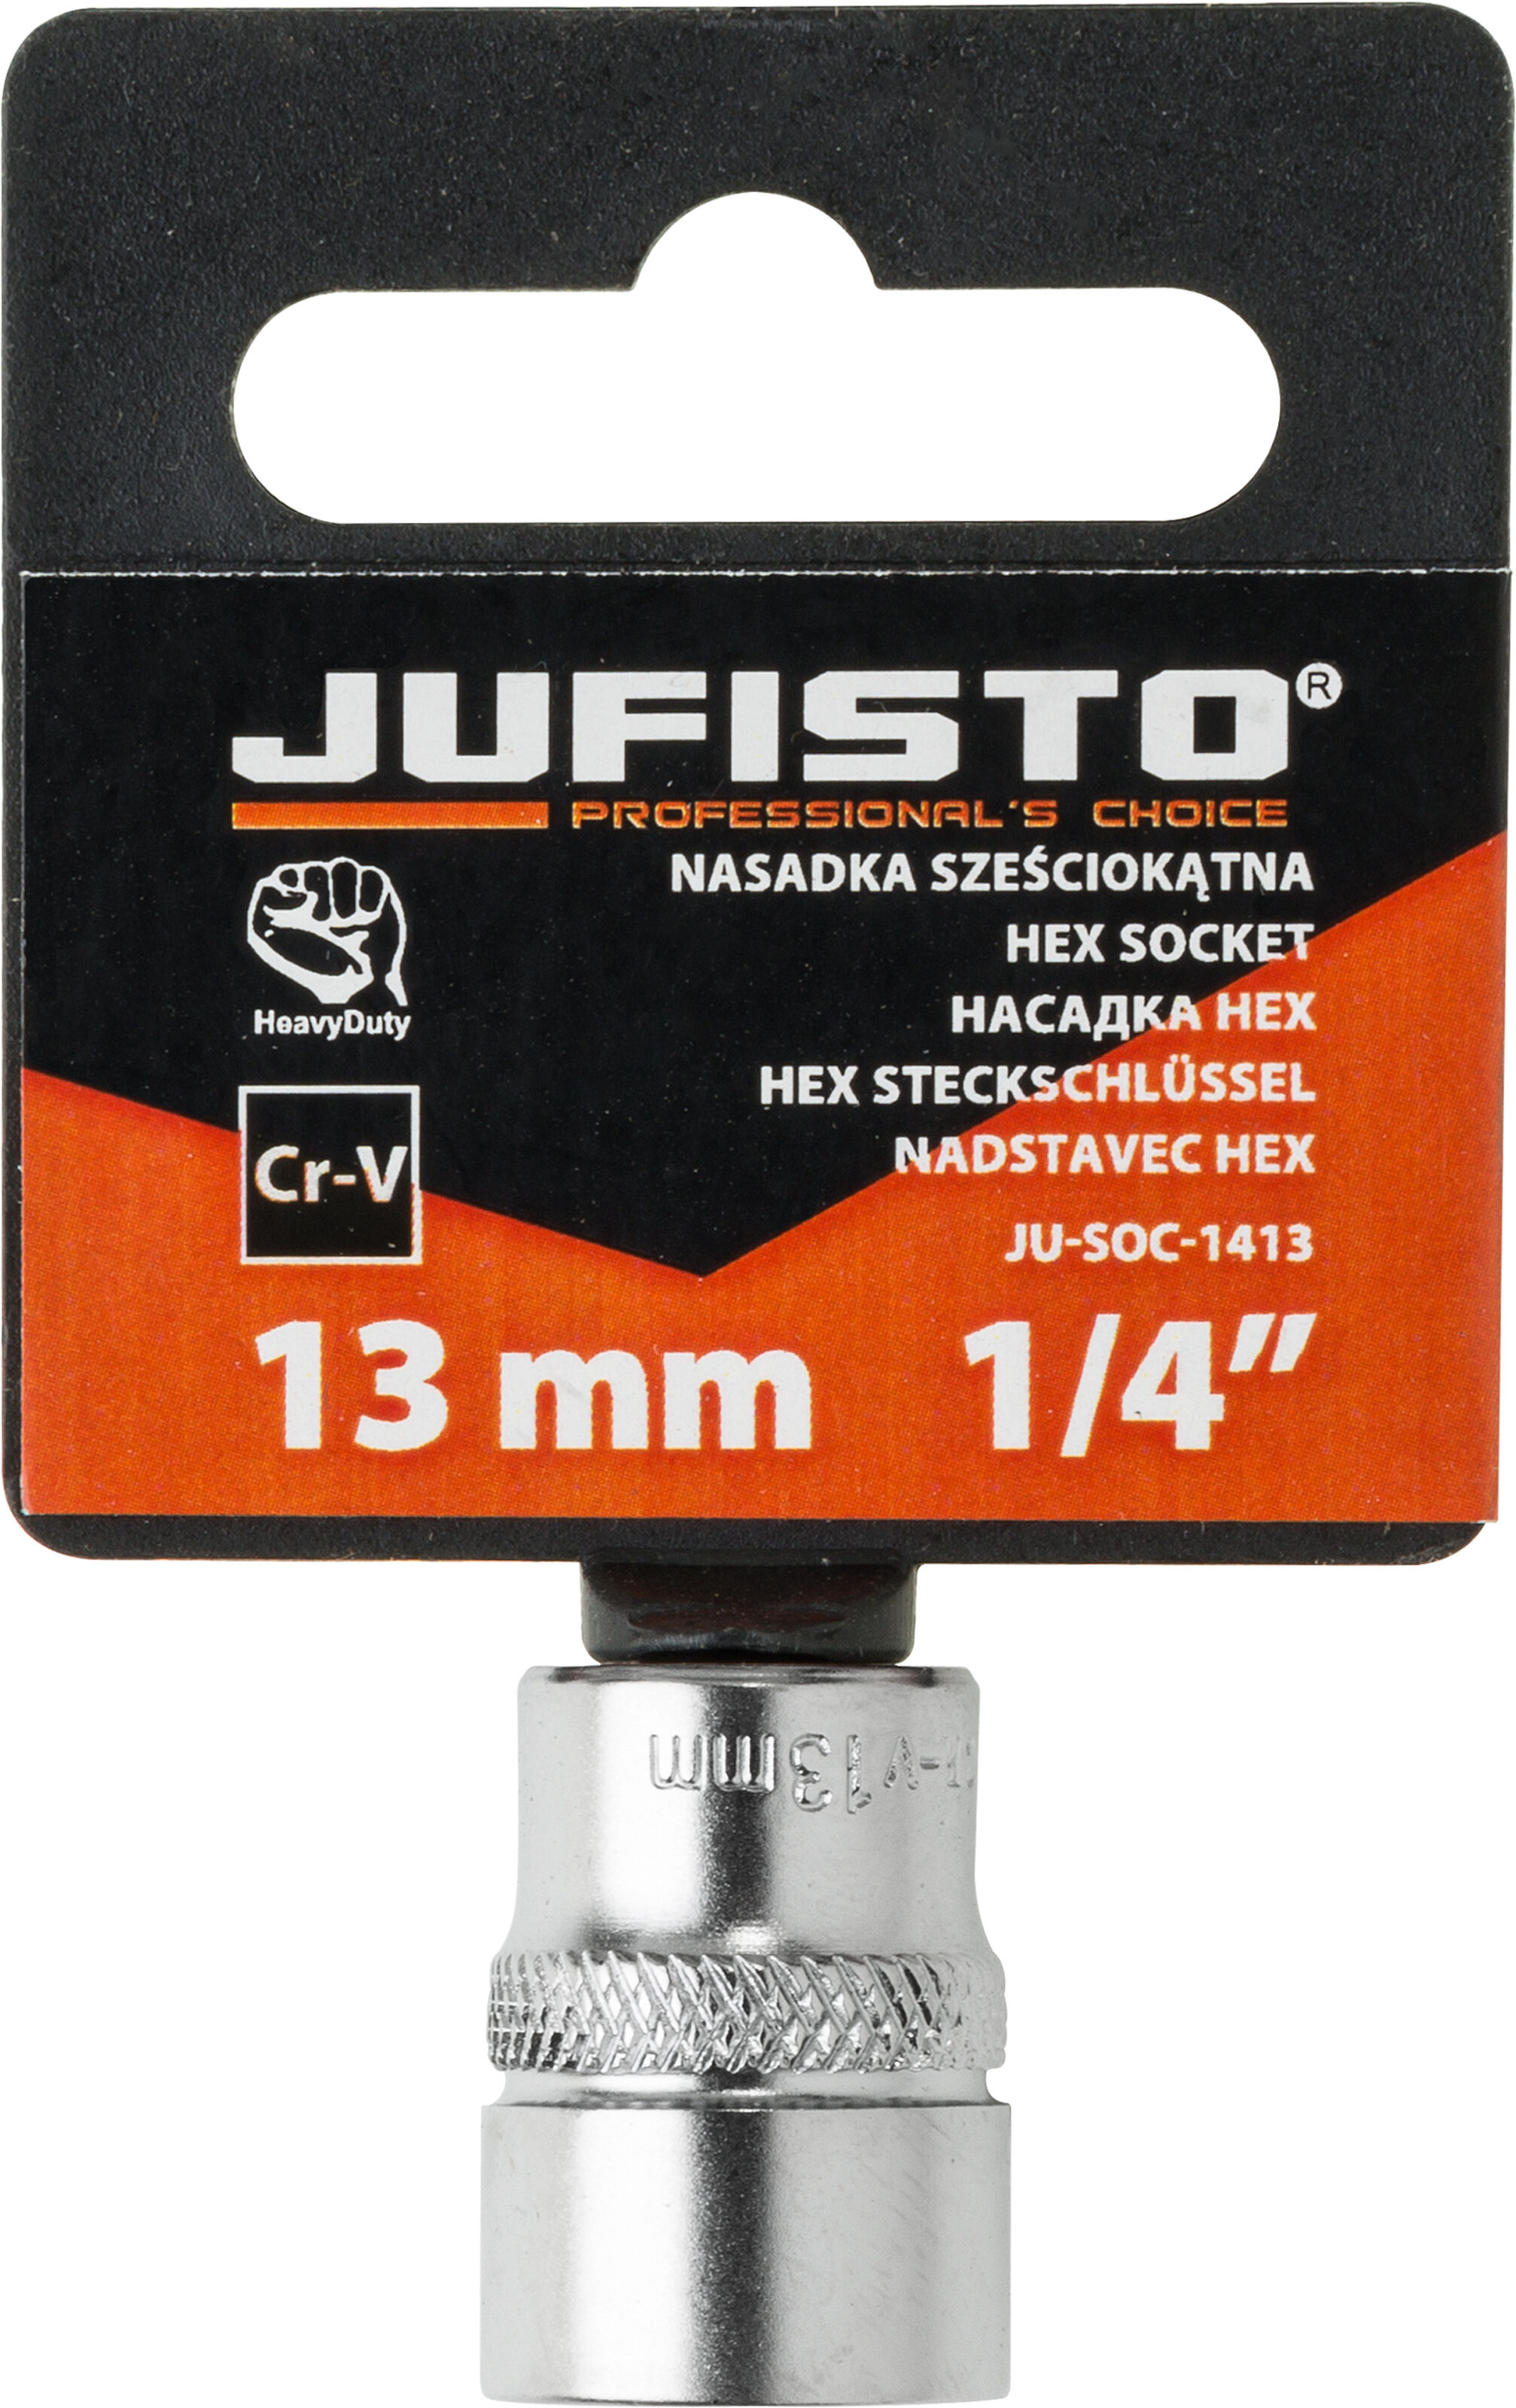 JUFISTO®
PROFESSIONAL'S CHOICE
NASADKA SZEŚCIOKĄTNA
HEX SOCKET
НАСАДКА HEX
HEX STECKSCHLÜSSEL
NADSTAVEC HEX
HeavyDuty
Cr-V
JU-SOC-1413
13 mm 1/4"
13mm